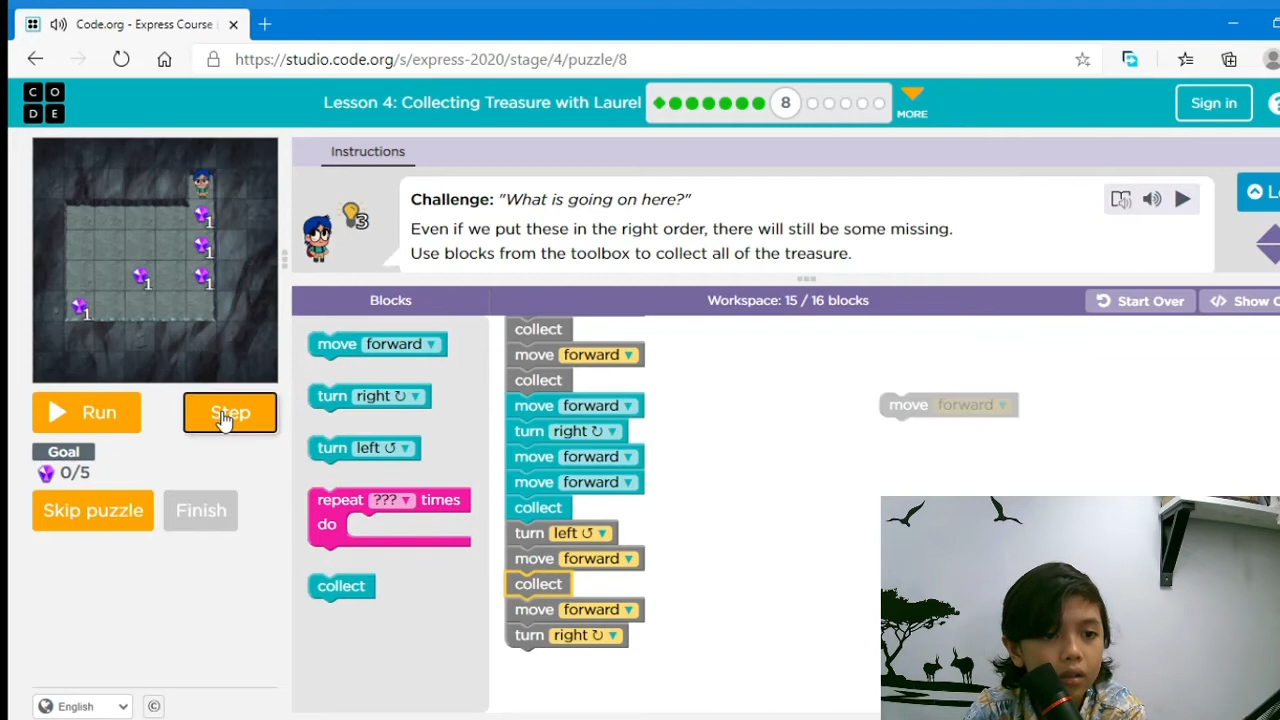 Code.org - Express Course
https://studio.code.org/s/express-2020/stage/4/puzzle/8
C O
D E
Lesson 4: Collecting Treasure with Laurel
8
MORE
Sign in
?
Instructions
3
Challenge: "What is going on here?"
Even if we put these in the right order, there will still be some missing.
Use blocks from the toolbox to collect all of the treasure.
1
1
1
1
1
Run
Step
Goal
0/5
Skip puzzle
Finish
English
Blocks
Workspace: 15 / 16 blocks
Start Over
</> Show
move forward
turn right
turn left
repeat ??? times
do
collect
collect
move forward
collect
move forward
turn right
move forward
move forward
collect
turn left
move forward
collect
move forward
turn right
move forward